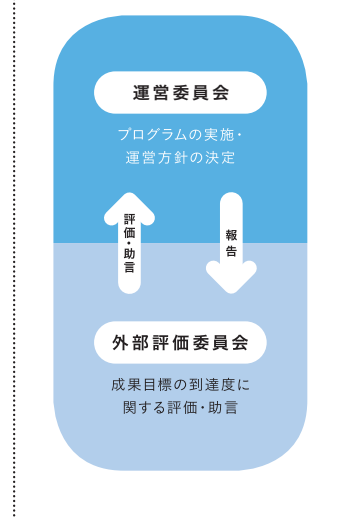 運営委員会
プログラムの実施・
運営方針の決定
評価・助言
報告
外部評価委員会
成果目標の到達度に
関する評価・助言